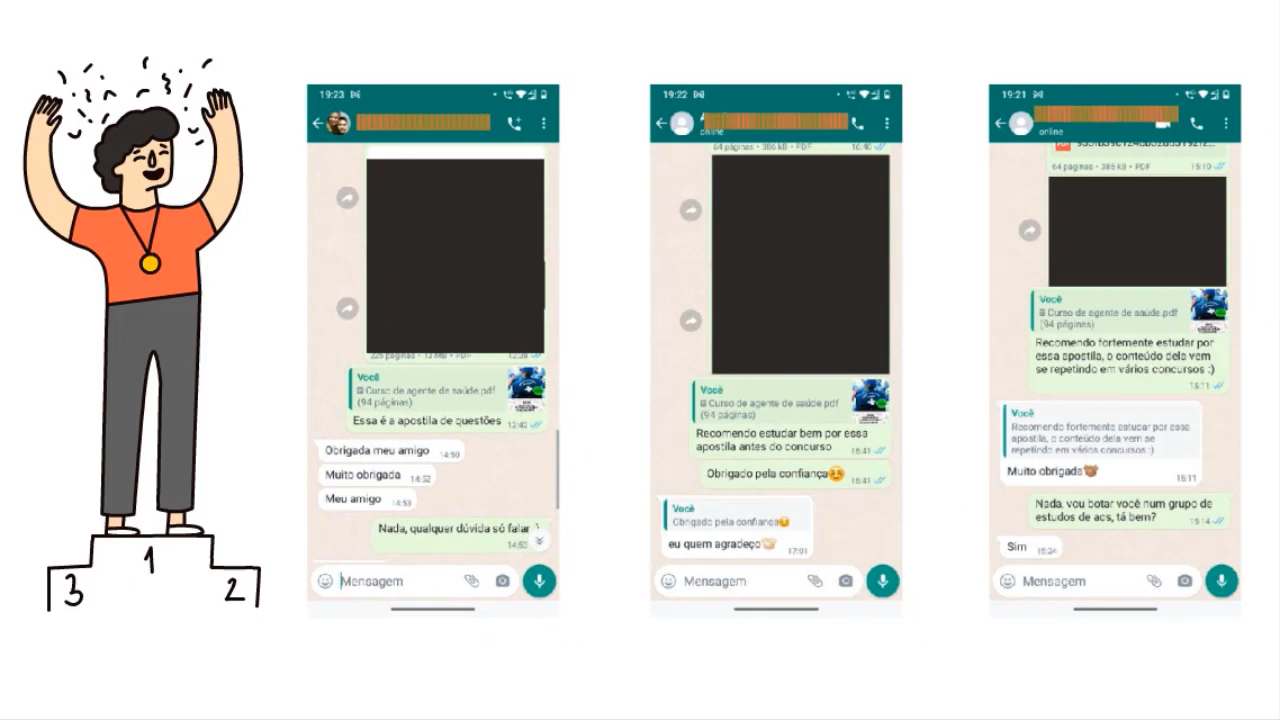 3
1
2
19:23
12:38
Você
Curso de agente de saúde.pdf
(94 páginas)
Essa é a apostila de questões
12:42
Obrigada meu amigo 14:50
Muito obrigada 14:52
Meu amigo 14:53
Nada, qualquer dúvida só falar
14:53
Mensagem
19:22
online
64 páginas • 386 kB • PDF
16:40
Você
Curso de agente de saúde.pdf
(94 páginas)
Recomendo estudar bem por essa
apostila antes do concurso
16:41
Obrigado pela confiança😊
16:41
Você
Obrigado pela confiança😊
eu quem agradeço
17:01
Mensagem
19:21
online
64 páginas • 386 kB • PDF
15:10
Você
Curso de agente de saúde.pdf
(94 páginas)
Recomendo fortemente estudar por
essa apostila, o conteúdo dela vem
se repetindo em vários concursos :)
15:11
Você
Recomendo fortemente estudar por essa
apostila, o conteúdo dela vem se
repetindo em vários concursos :)
Muito obrigada
15:11
Nada, vou botar você num grupo de
estudos de acs, tá bem?
15:14
Sim 15:24
Mensagem